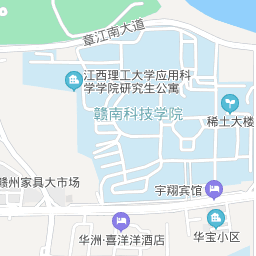 章江南大道
江西理工大学应用科
学学院研究生公寓
赣南科技学院
稀土大楼
赣州家具大市场
宇翔宾馆
华洲·喜洋洋酒店
华宝小区